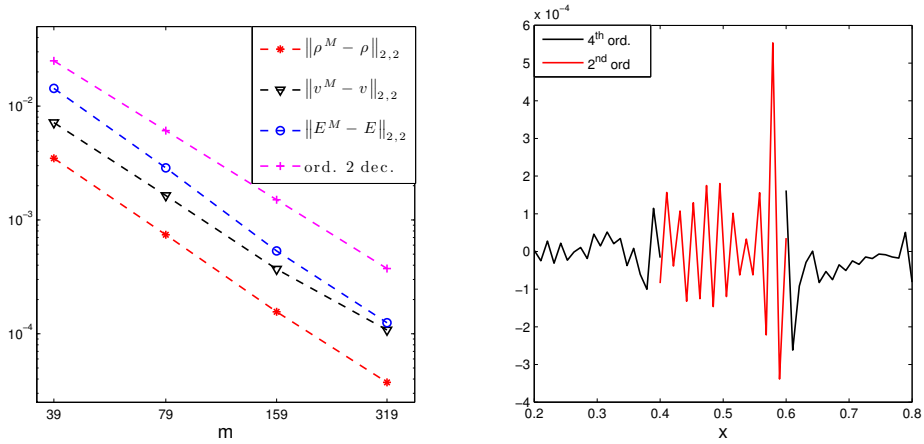 10^{-2}
10^{-3}
10^{-4}
39
79
159
319
m
‖ρ^M − ρ‖_{2,2}
‖v^M − v‖_{2,2}
‖E^M − E‖_{2,2}
ord. 2 dec.
x 10^{-4}
6
5
4
3
2
1
0
−1
−2
−3
−4
0.2
0.3
0.4
0.5
0.6
0.7
0.8
x
4^{th} ord.
2^{nd} ord